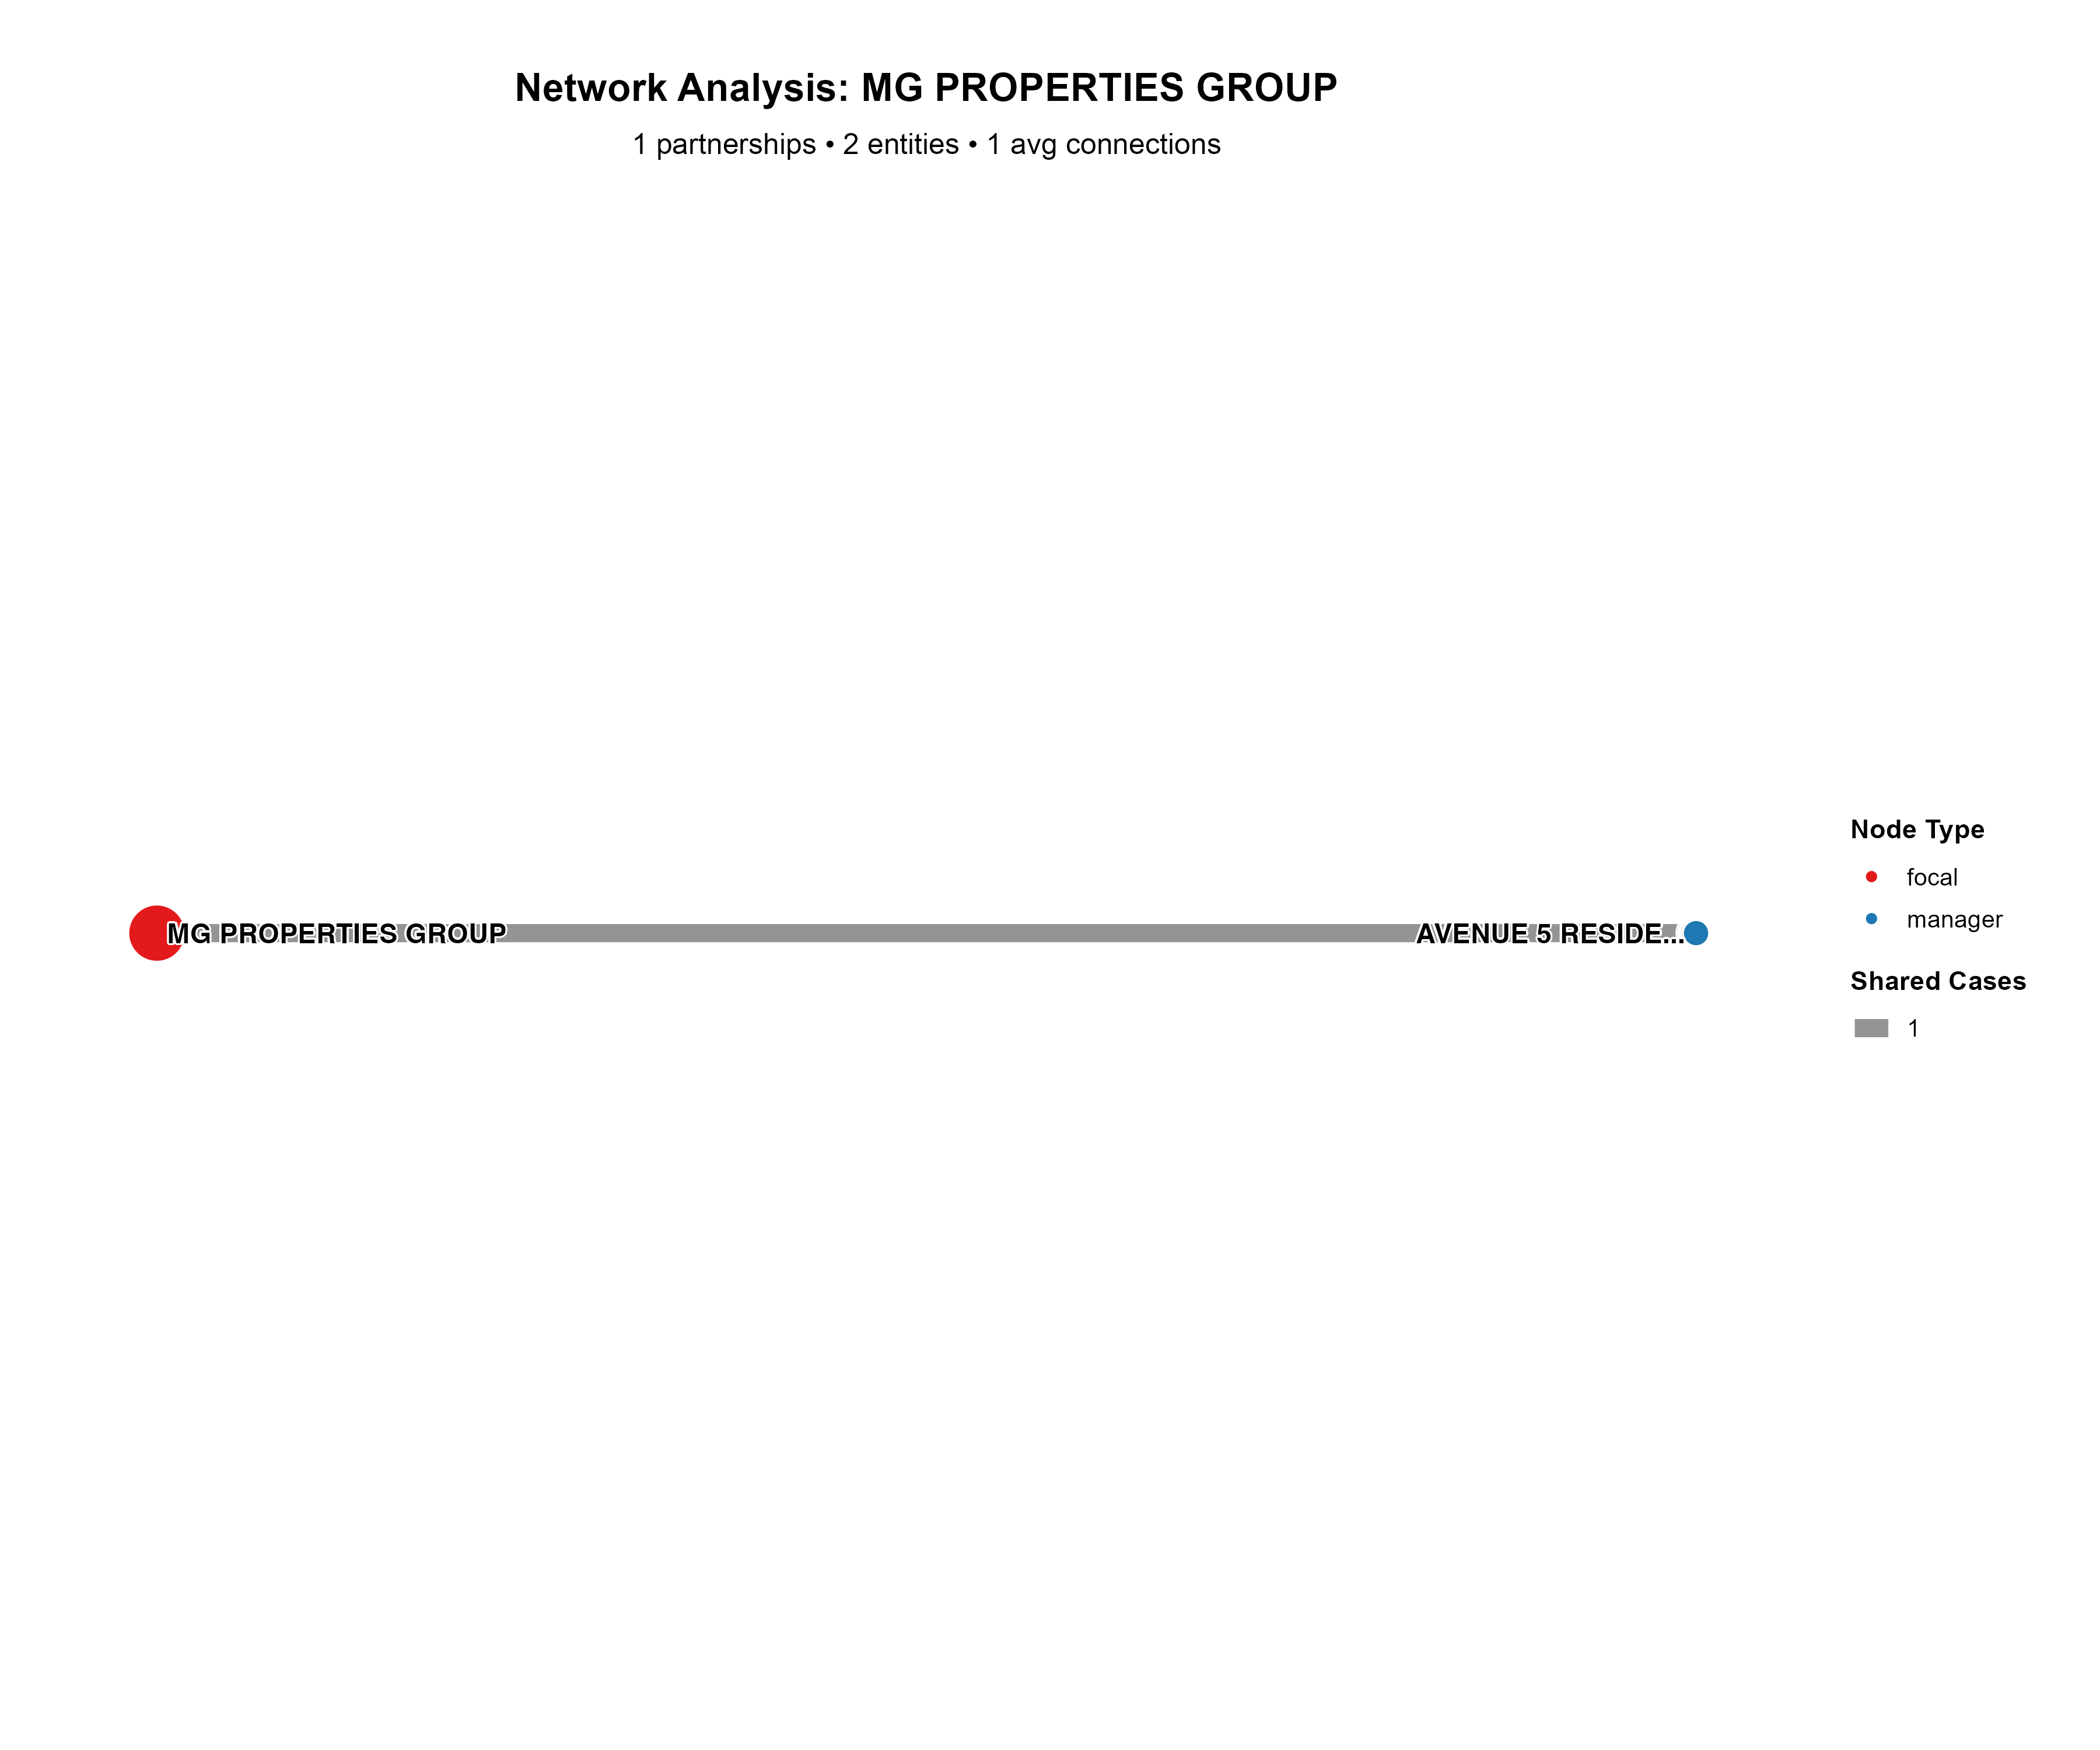 Network Analysis: MG PROPERTIES GROUP
1 partnerships • 2 entities • 1 avg connections
MG PROPERTIES GROUP
AVENUE 5 RESIDE...
Node Type
focal
manager
Shared Cases
1